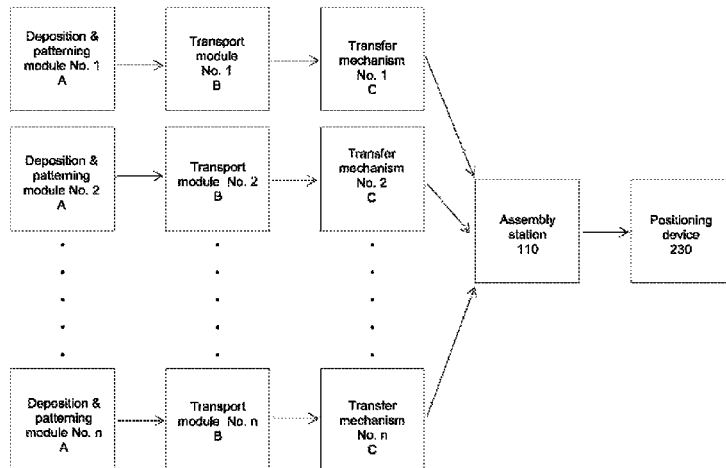 Deposition &
patterning
module No. 1
A
Transport
module
No. 1
B
Transfer
mechanism
No. 1
C
Deposition &
patterning
module No. 2
A
Transport
module No. 2
B
Transfer
mechanism
No. 2
C
Assembly
station
110
Positioning
device
230
Deposition &
patterning
module No. n
A
Transport
module No. n
B
Transfer
mechanism
No. n
C